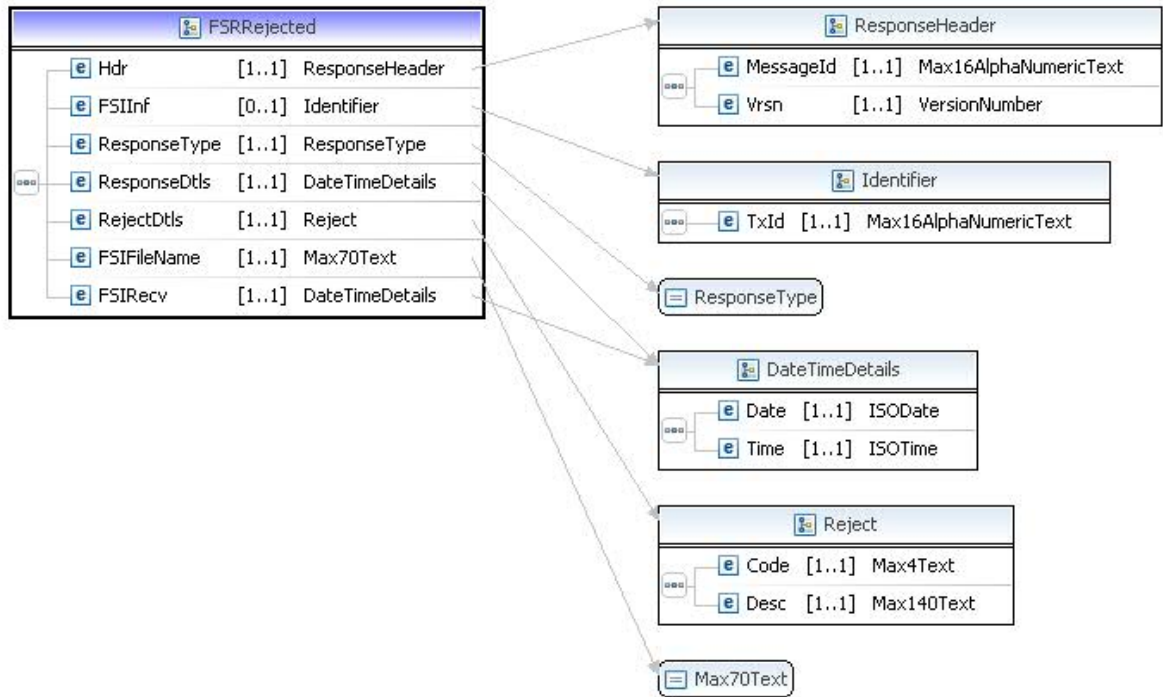 FSRRejected
e Hdr [1..1] ResponseHeader
e FSIInf [0..1] Identifier
e ResponseType [1..1] ResponseType
e ResponseDtls [1..1] DateTimeDetails
e RejectDtls [1..1] Reject
e FSIFileName [1..1] Max70Text
e FSIRecv [1..1] DateTimeDetails
ResponseHeader
e MessageId [1..1] Max16AlphaNumericText
e Vrsn [1..1] VersionNumber
Identifier
e TxId [1..1] Max16AlphaNumericText
ResponseType
DateTimeDetails
e Date [1..1] ISODate
e Time [1..1] ISOTime
Reject
e Code [1..1] Max4Text
e Desc [1..1] Max140Text
Max70Text